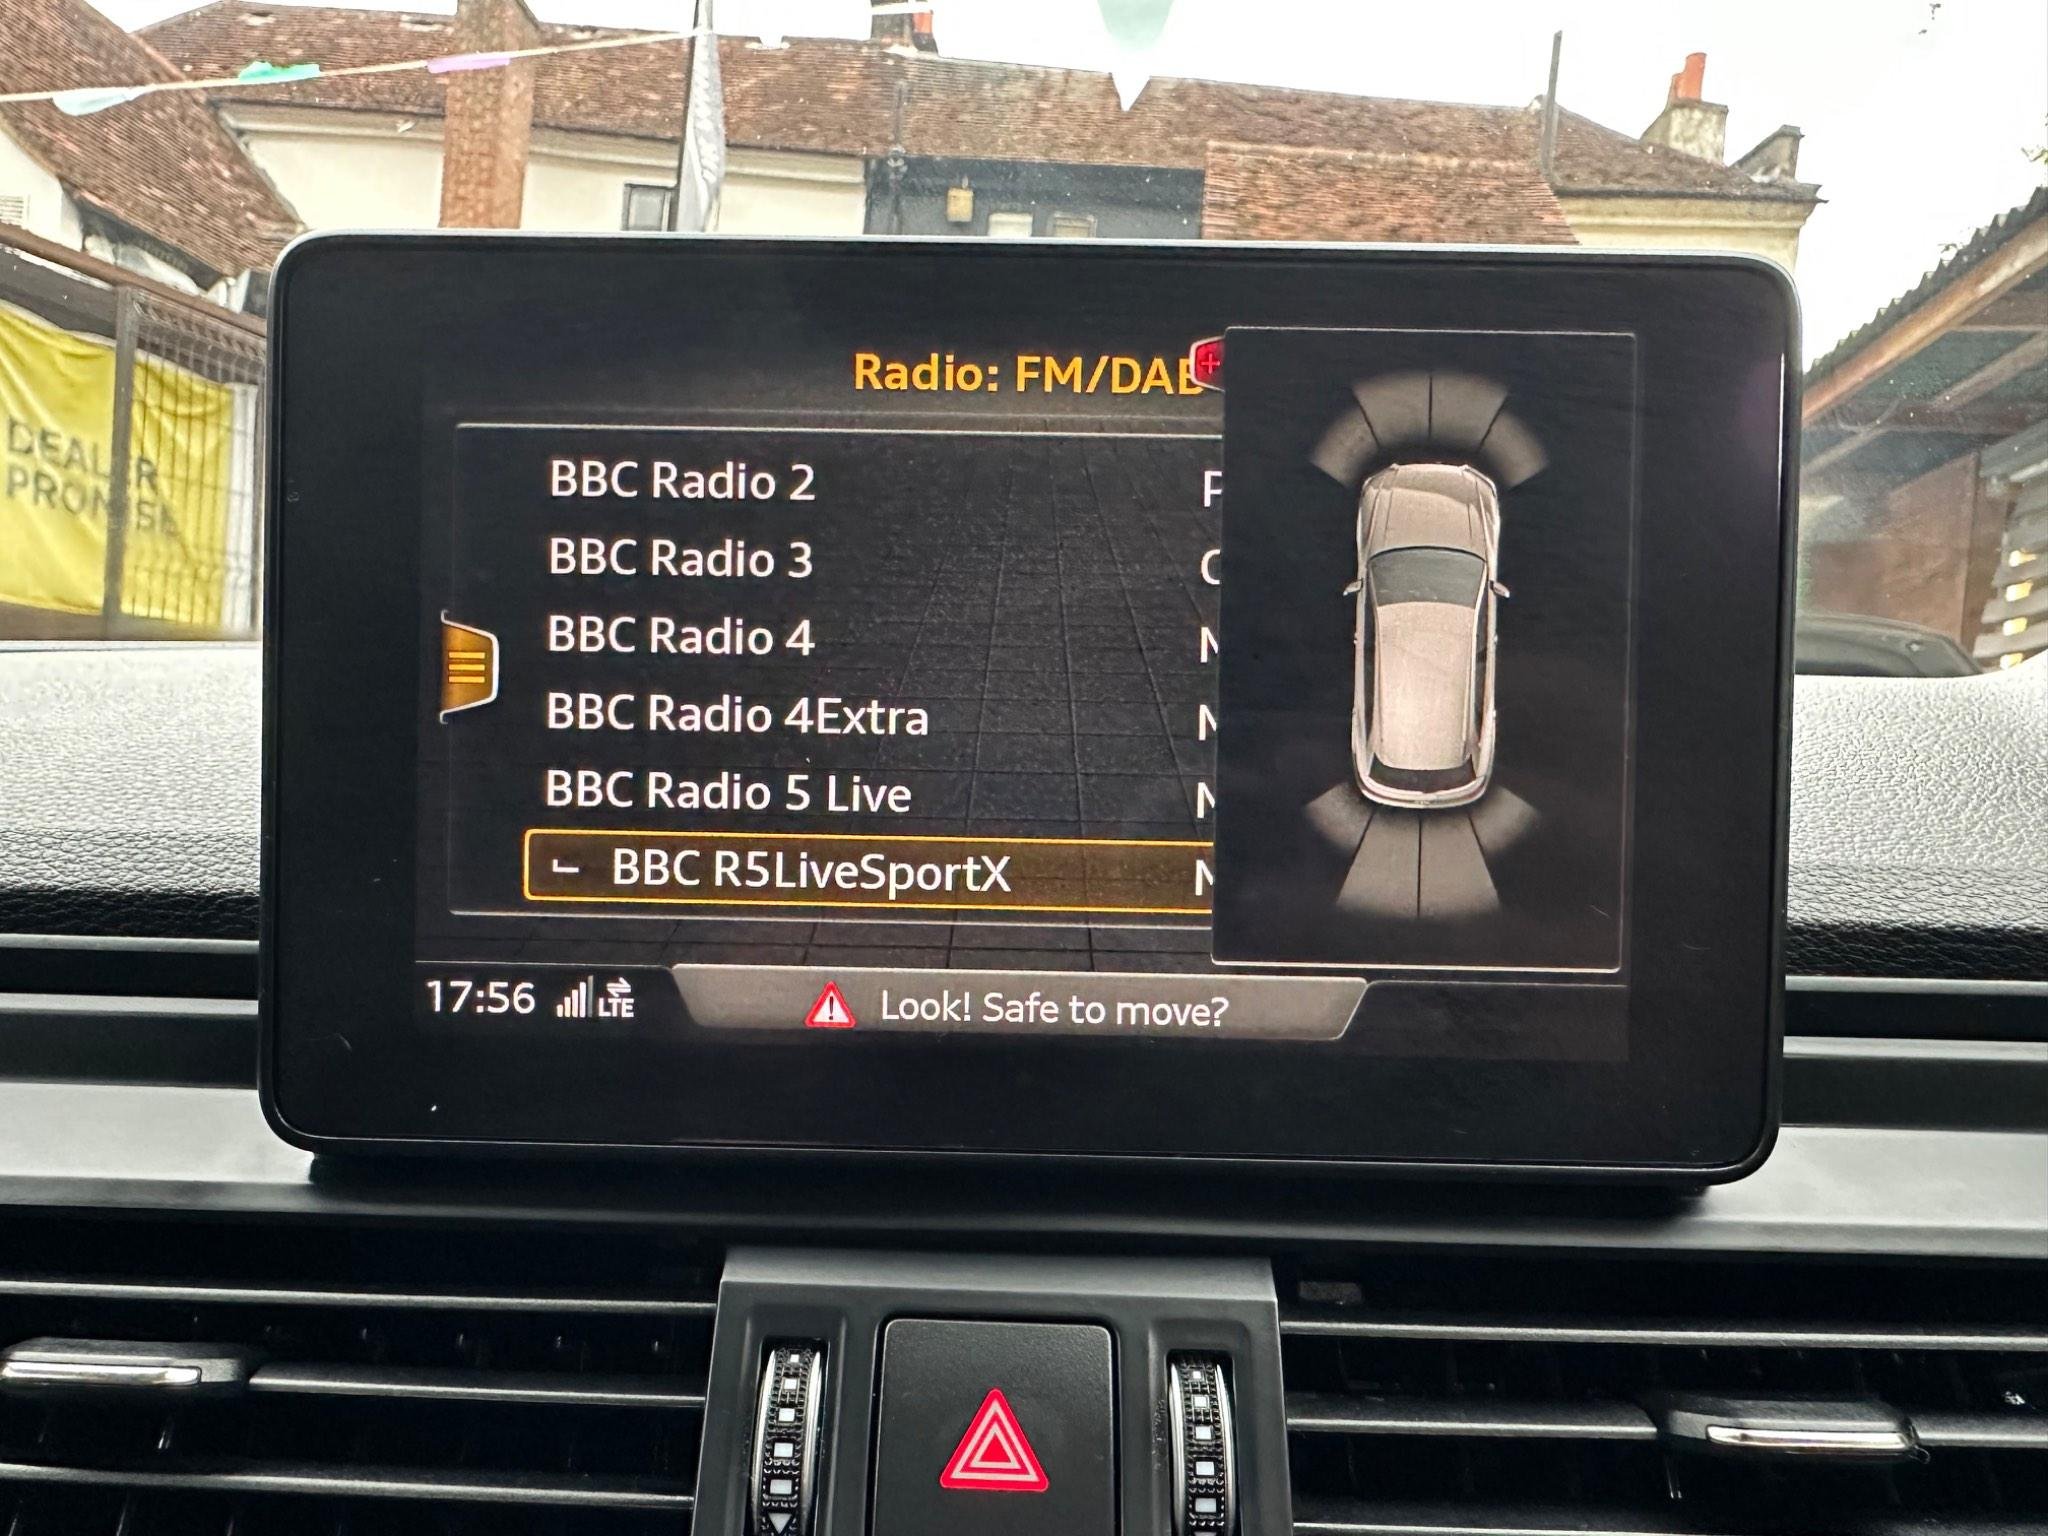 DEALER
PROMISE
Radio: FM/DAB
BBC Radio 2 P
BBC Radio 3
BBC Radio 4
BBC Radio 4Extra
BBC Radio 5 Live
BBC R5LiveSportX
17:56 LTE Look! Safe to move?